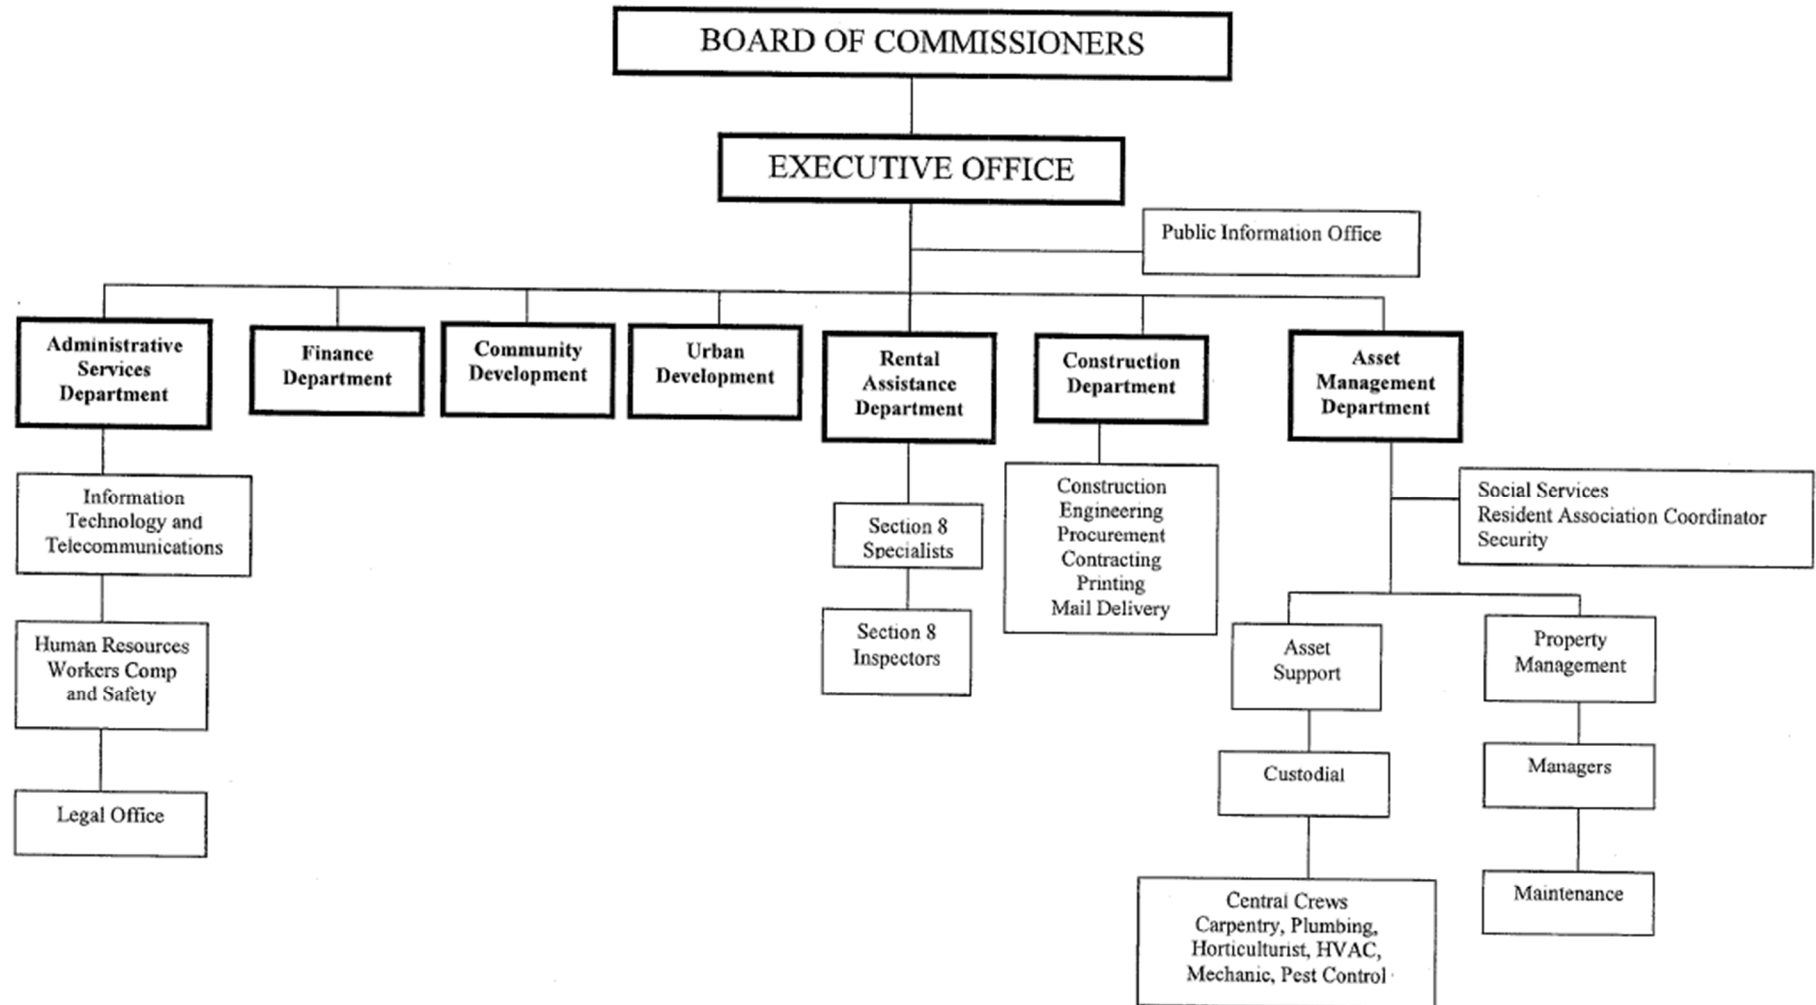 BOARD OF COMMISSIONERS
EXECUTIVE OFFICE
Public Information Office
Administrative
Services
Department
Finance
Department
Community
Development
Urban
Development
Rental
Assistance
Department
Construction
Department
Asset
Management
Department
Information
Technology and
Telecommunications
Human Resources
Workers Comp
and Safety
Legal Office
Section 8
Specialists
Section 8
Inspectors
Construction
Engineering
Procurement
Contracting
Printing
Mail Delivery
Social Services
Resident Association Coordinator
Security
Asset
Support
Custodial
Central Crews
Carpentry, Plumbing,
Horticulturist, HVAC,
Mechanic, Pest Control
Property
Management
Managers
Maintenance